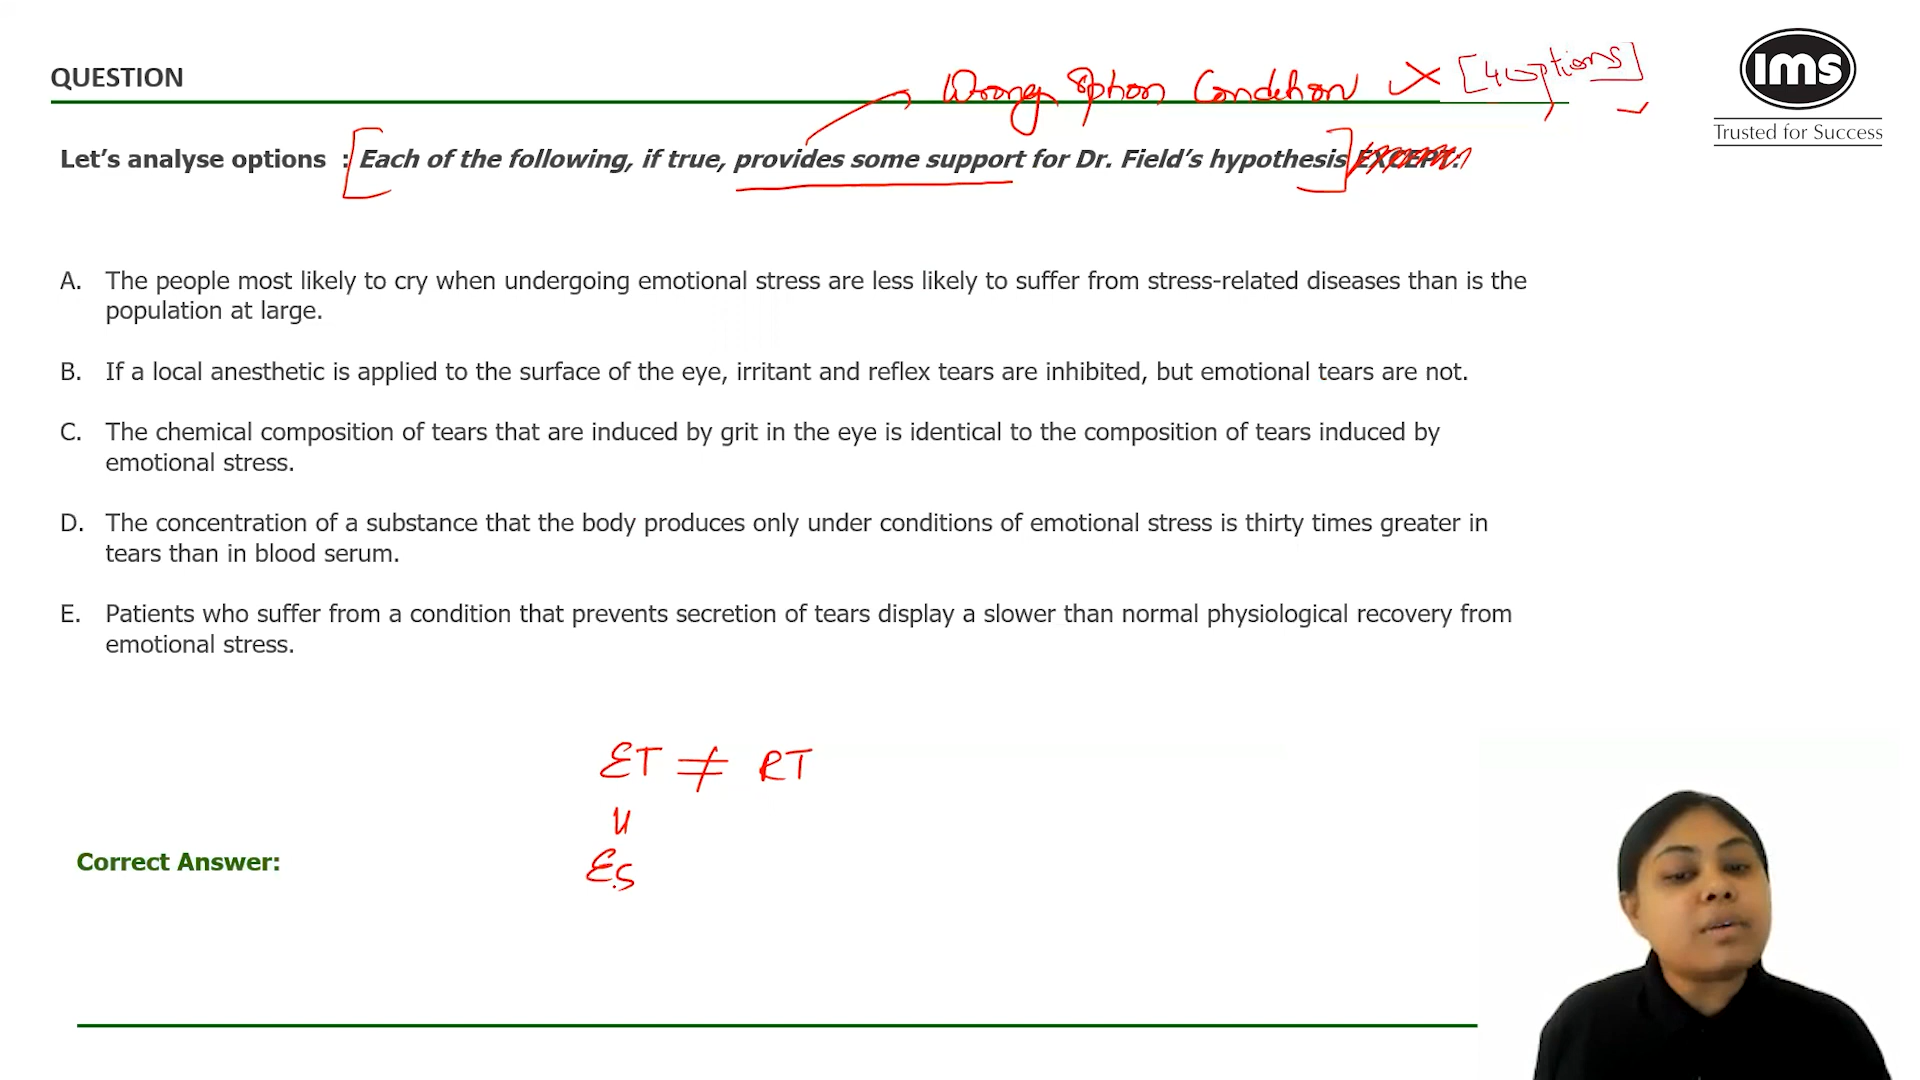 QUESTION
Wrong Option Condition X [4 options]
ims
Trusted for Success
Let's analyse options : Each of the following, if true, provides some support for Dr. Field's hypothesis EXCEPT:
A. The people most likely to cry when undergoing emotional stress are less likely to suffer from stress-related diseases than is the
population at large.
B. If a local anesthetic is applied to the surface of the eye, irritant and reflex tears are inhibited, but emotional tears are not.
C. The chemical composition of tears that are induced by grit in the eye is identical to the composition of tears induced by
emotional stress.
D. The concentration of a substance that the body produces only under conditions of emotional stress is thirty times greater in
tears than in blood serum.
E. Patients who suffer from a condition that prevents secretion of tears display a slower than normal physiological recovery from
emotional stress.
ET ≠ RT
ES
Correct Answer: